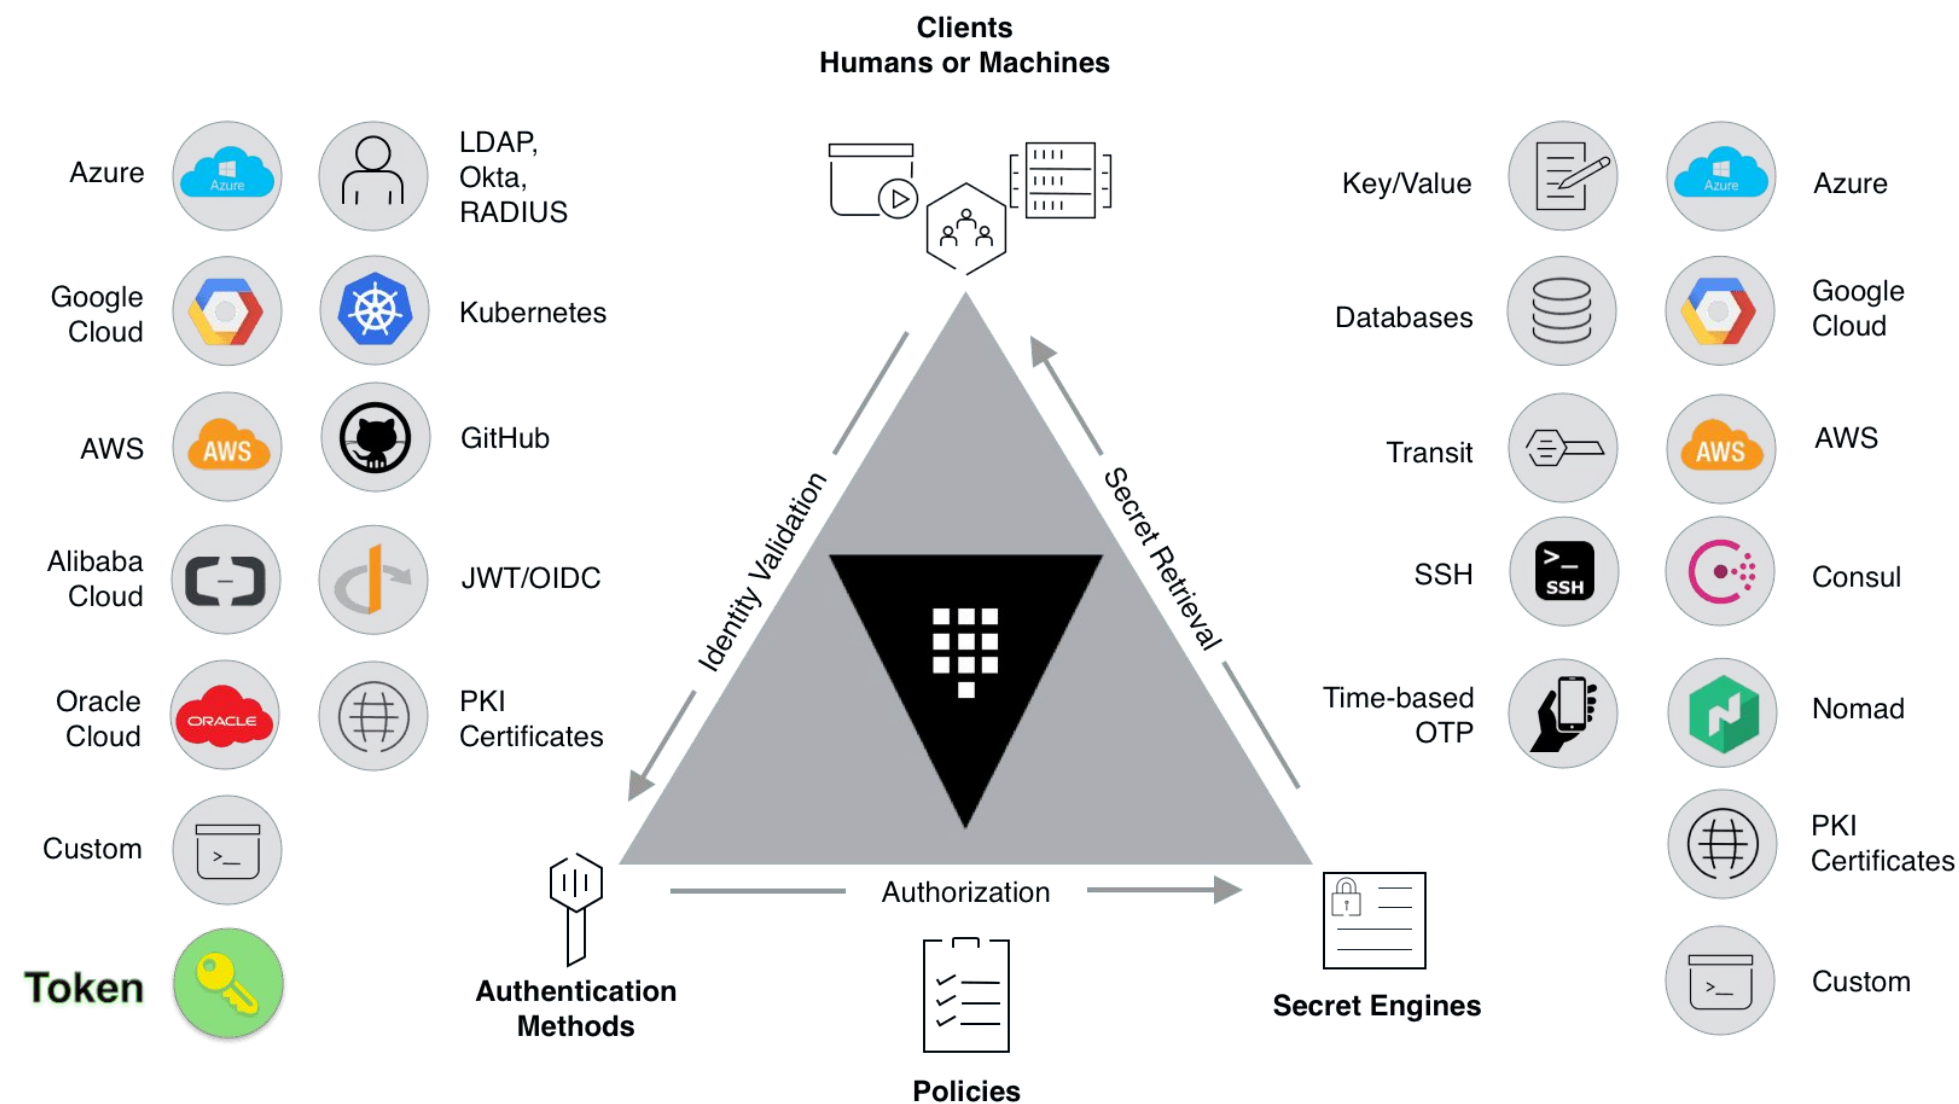 Clients
Humans or Machines
Azure
Azure
LDAP,
Okta,
RADIUS
Google
Cloud
Kubernetes
AWS
AWS
GitHub
Alibaba
Cloud
JWT/OIDC
Oracle
Cloud
ORACLE
PKI
Certificates
Custom
>_
Token
Identity Validation
Secret Retrieval
Authorization
Authentication
Methods
Policies
Secret Engines
Key/Value
Azure
Azure
Databases
Google
Cloud
Transit
AWS
AWS
SSH
>_
SSH
Consul
Time-based
OTP
Nomad
PKI
Certificates
>_
Custom